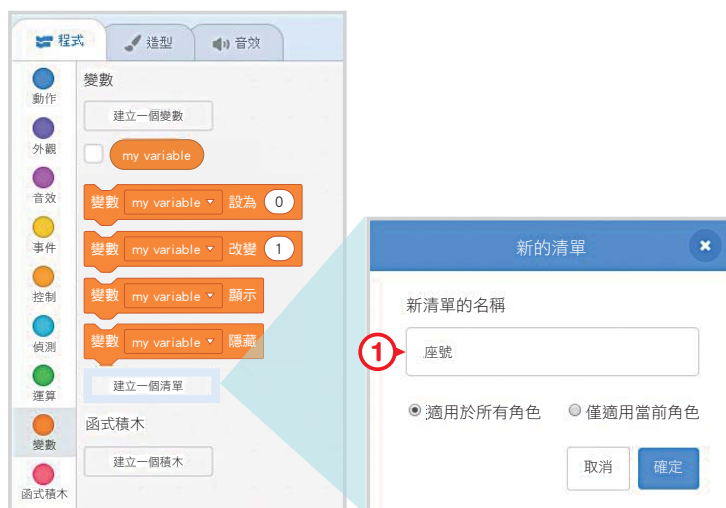 程式
造型
音效
動作
外觀
音效
事件
控制
偵測
運算
變數
函式積木
變數
建立一個變數
my variable
變數 my variable 設為 0
變數 my variable 改變 1
變數 my variable 顯示
變數 my variable 隱藏
建立一個清單
函式積木
建立一個積木
新的清單
新清單的名稱
1
座號
適用於所有角色 僅適用當前角色
取消 確定